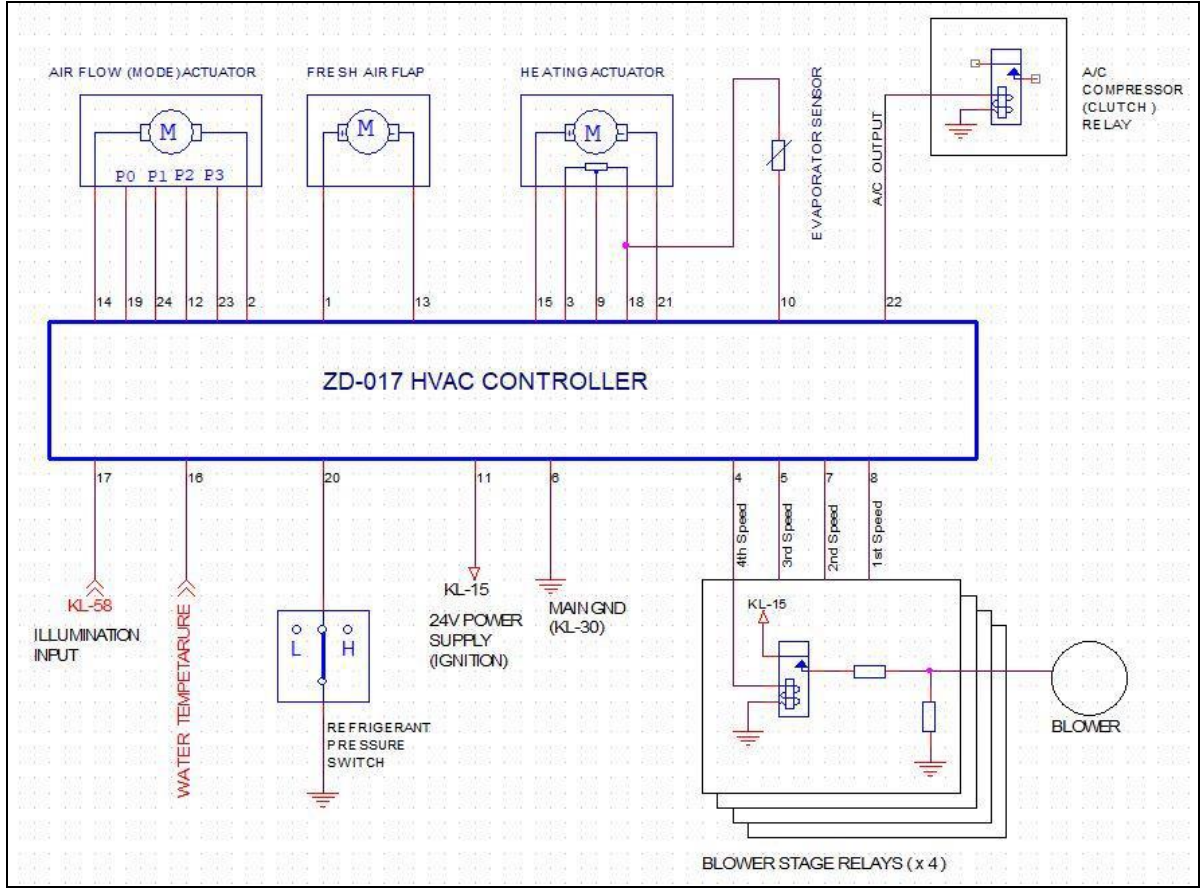 AIR FLOW (MODE) ACTUATOR
FRESH AIR FLAP
HEATING ACTUATOR
EVAPORATOR SENSOR
A/C OUTPUT
A/C
COMPRESSOR
(CLUTCH )
RELAY
M
P0 P1 P2 P3
M
M
14 19 24 12 23 2
1 13
15 3 9 18 21
10
22
ZD-017 HVAC CONTROLLER
17
16
20
11
6
4 5 7 8
4th Speed
3rd Speed
2nd Speed
1st Speed
KL-58
ILLUMINATION
INPUT
WATER TEMPETARURE
L H
REFRIGERANT
PRESSURE
SWITCH
KL-15
24V POWER
SUPPLY
(IGNITION)
MAIN GND
(KL-30)
KL-15
BLOWER
BLOWER STAGE RELAYS ( x 4 )